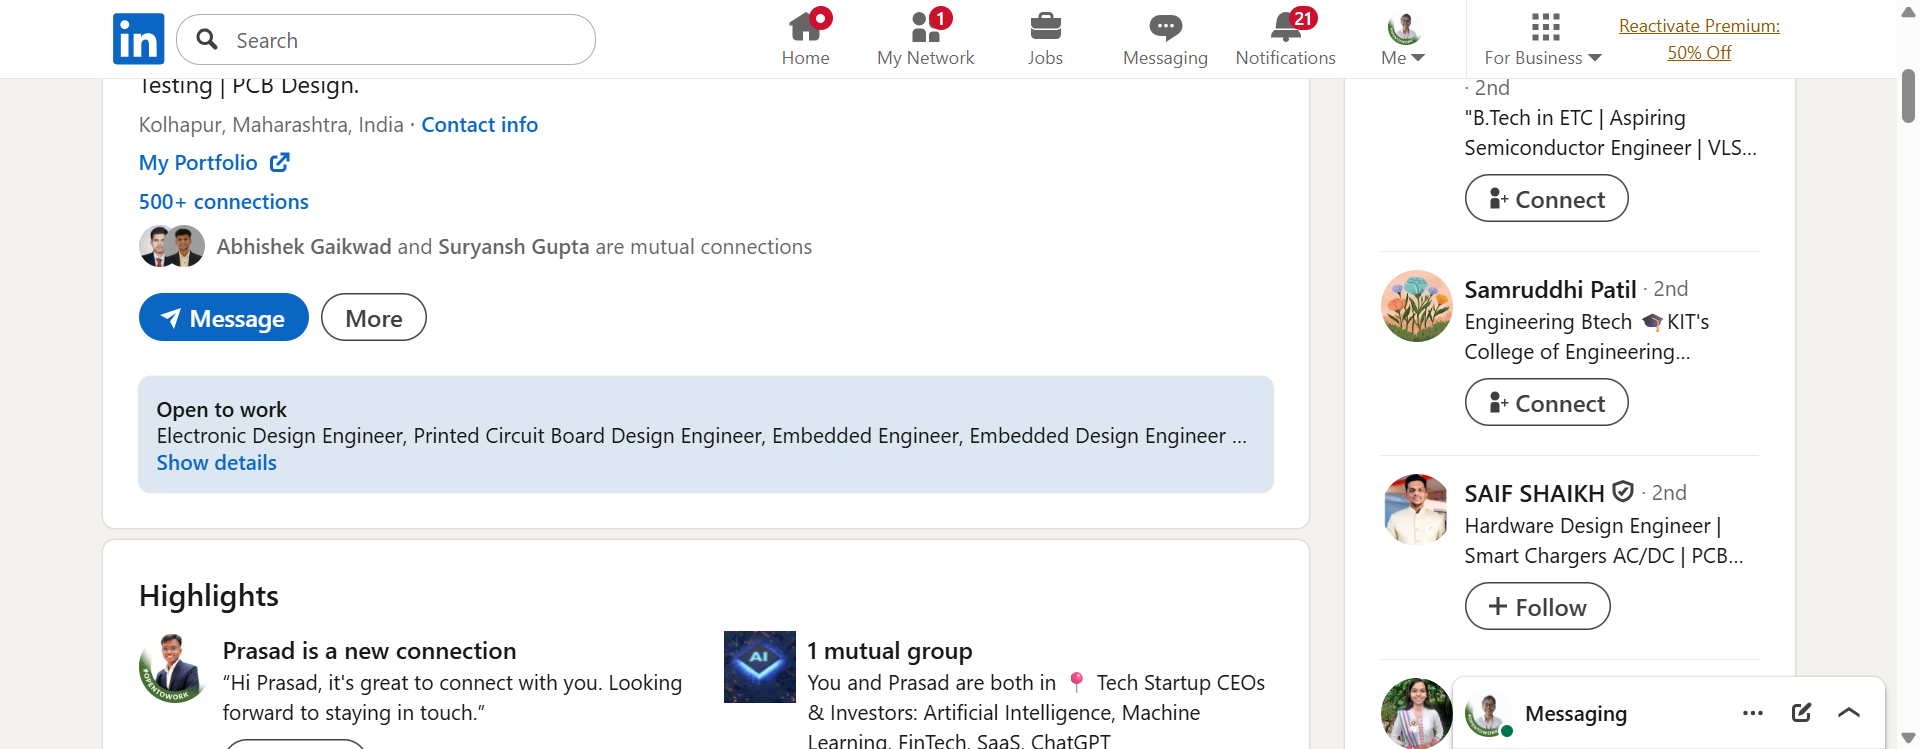 in
Search
Home
1
My Network
Jobs
Messaging
21
Notifications
Me
For Business
Reactivate Premium:
50% Off
Testing | PCB Design.
Kolhapur, Maharashtra, India · Contact info
My Portfolio
500+ connections
Abhishek Gaikwad and Suryansh Gupta are mutual connections
Message
More
Open to work
Electronic Design Engineer, Printed Circuit Board Design Engineer, Embedded Engineer, Embedded Design Engineer ...
Show details
Highlights
Prasad is a new connection
“Hi Prasad, it's great to connect with you. Looking
forward to staying in touch.”
#OPENTOWORK
AI
1 mutual group
You and Prasad are both in 📍 Tech Startup CEOs
& Investors: Artificial Intelligence, Machine
Learning, FinTech, SaaS, ChatGPT
· 2nd
"B.Tech in ETC | Aspiring
Semiconductor Engineer | VLS...
Connect
Samruddhi Patil · 2nd
Engineering Btech 🎓KIT's
College of Engineering...
Connect
SAIF SHAIKH · 2nd
Hardware Design Engineer |
Smart Chargers AC/DC | PCB...
+ Follow
Messaging